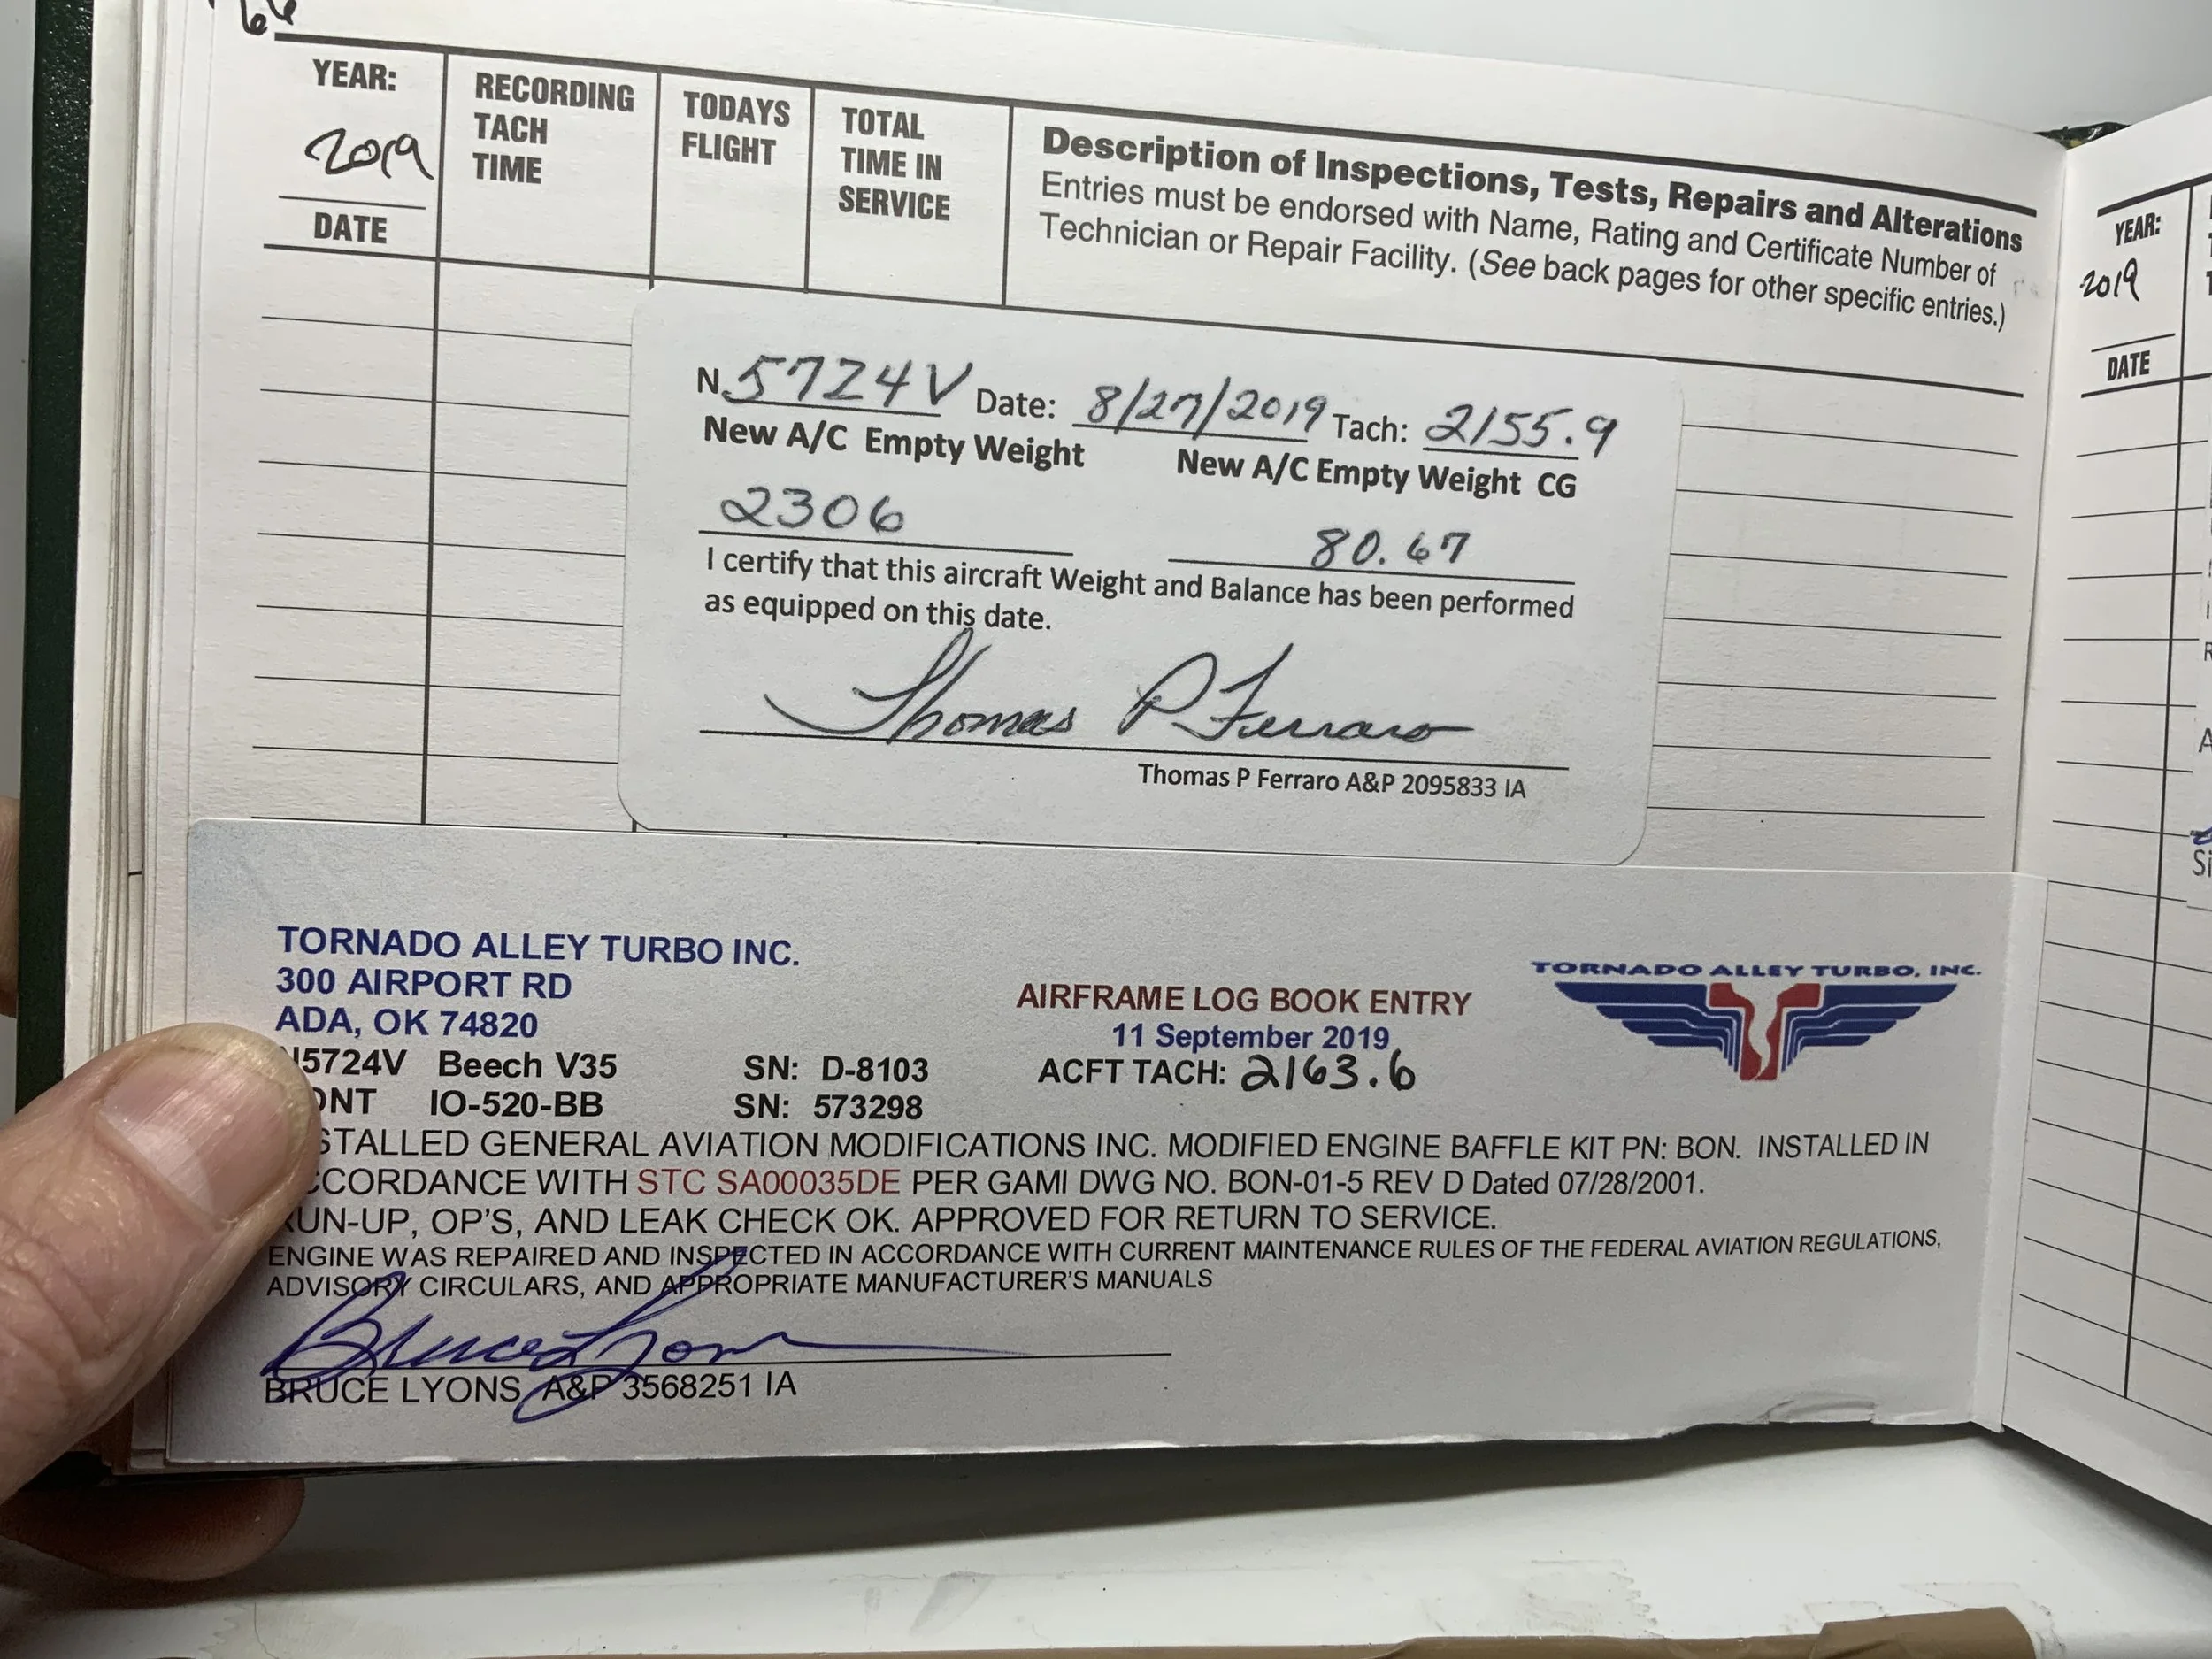 66
YEAR:
2019
DATE
RECORDING
TACH
TIME
TODAYS
FLIGHT
TOTAL
TIME IN
SERVICE
Description of Inspections, Tests, Repairs and Alterations
Entries must be endorsed with Name, Rating and Certificate Number of
Technician or Repair Facility. (See back pages for other specific entries.)
N 5724V Date: 8/27/2019 Tach: 2155.9
New A/C Empty Weight New A/C Empty Weight CG
2306 80.67
I certify that this aircraft Weight and Balance has been performed
as equipped on this date.
Thomas P Ferraro
Thomas P Ferraro A&P 2095833 IA
TORNADO ALLEY TURBO INC.
300 AIRPORT RD
ADA, OK 74820
AIRFRAME LOG BOOK ENTRY
11 September 2019
TORNADO ALLEY TURBO, INC.
N5724V Beech V35 SN: D-8103 ACFT TACH: 2163.6
ONT IO-520-BB SN: 573298
STALLED GENERAL AVIATION MODIFICATIONS INC. MODIFIED ENGINE BAFFLE KIT PN: BON. INSTALLED IN
CCORDANCE WITH STC SA00035DE PER GAMI DWG NO. BON-01-5 REV D Dated 07/28/2001.
RUN-UP, OP'S, AND LEAK CHECK OK. APPROVED FOR RETURN TO SERVICE.
ENGINE WAS REPAIRED AND INSPECTED IN ACCORDANCE WITH CURRENT MAINTENANCE RULES OF THE FEDERAL AVIATION REGULATIONS,
ADVISORY CIRCULARS, AND APPROPRIATE MANUFACTURER'S MANUALS
Bruce Lyons
BRUCE LYONS A&P 3568251 IA
YEAR:
2019
DATE